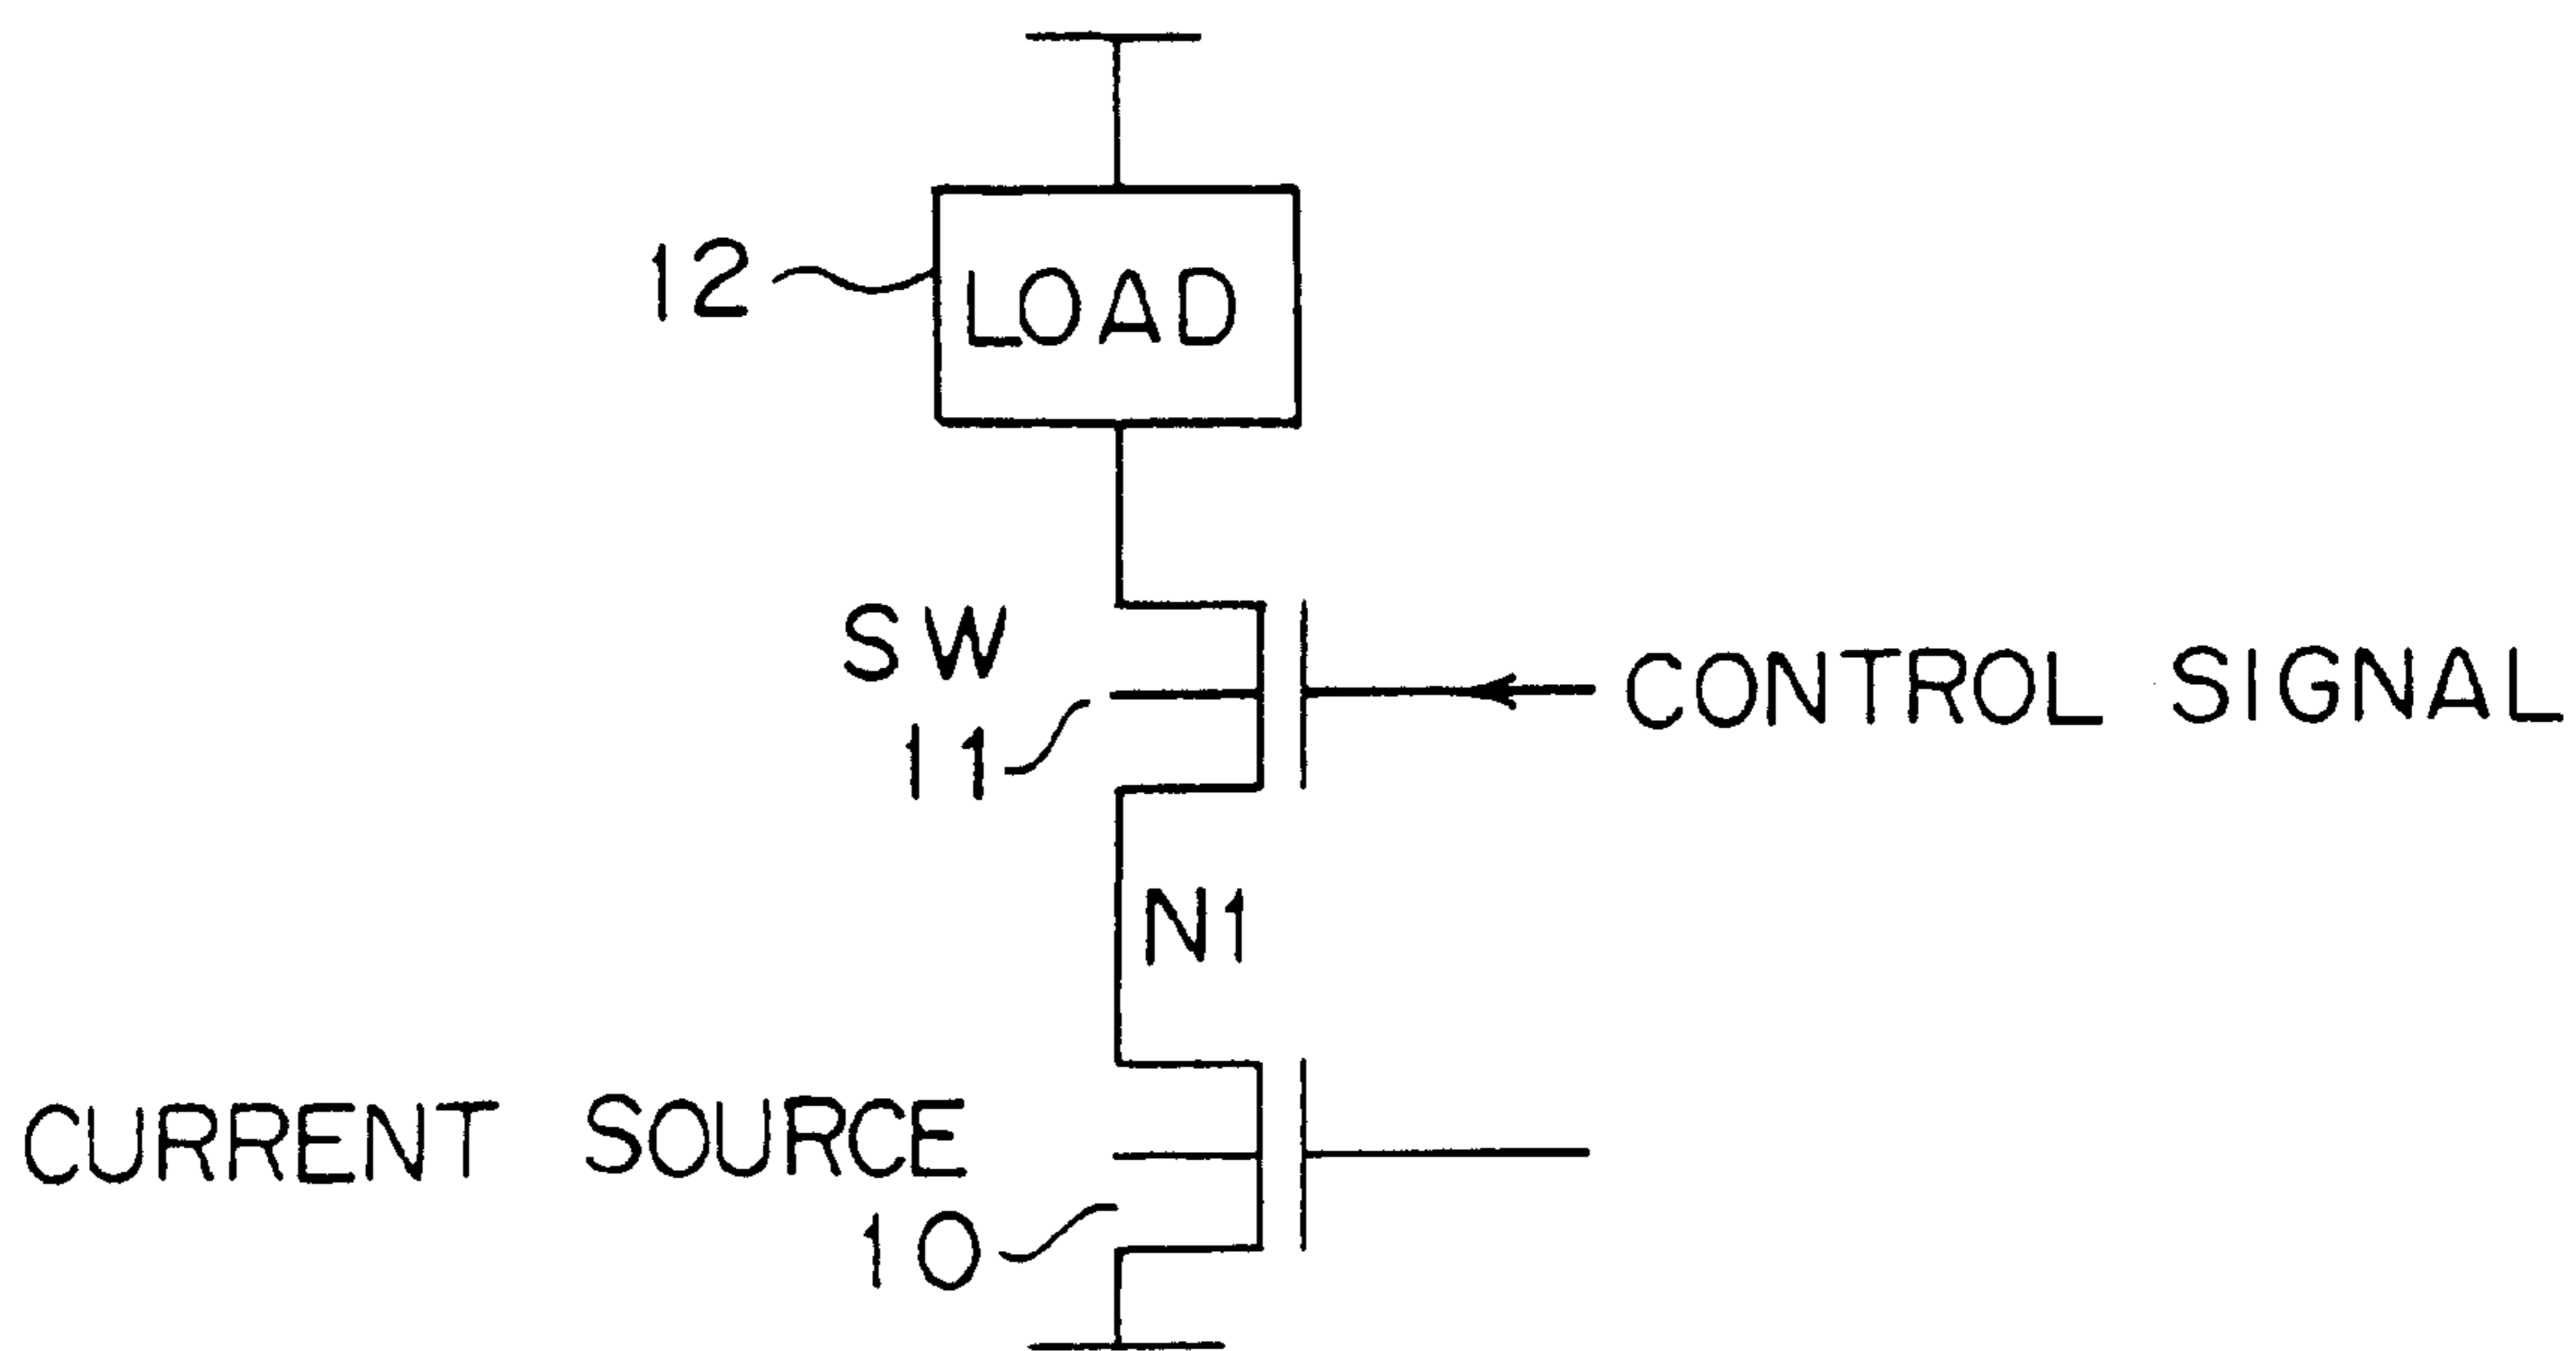 12
LOAD
SW
11
CONTROL SIGNAL
N1
CURRENT SOURCE
10